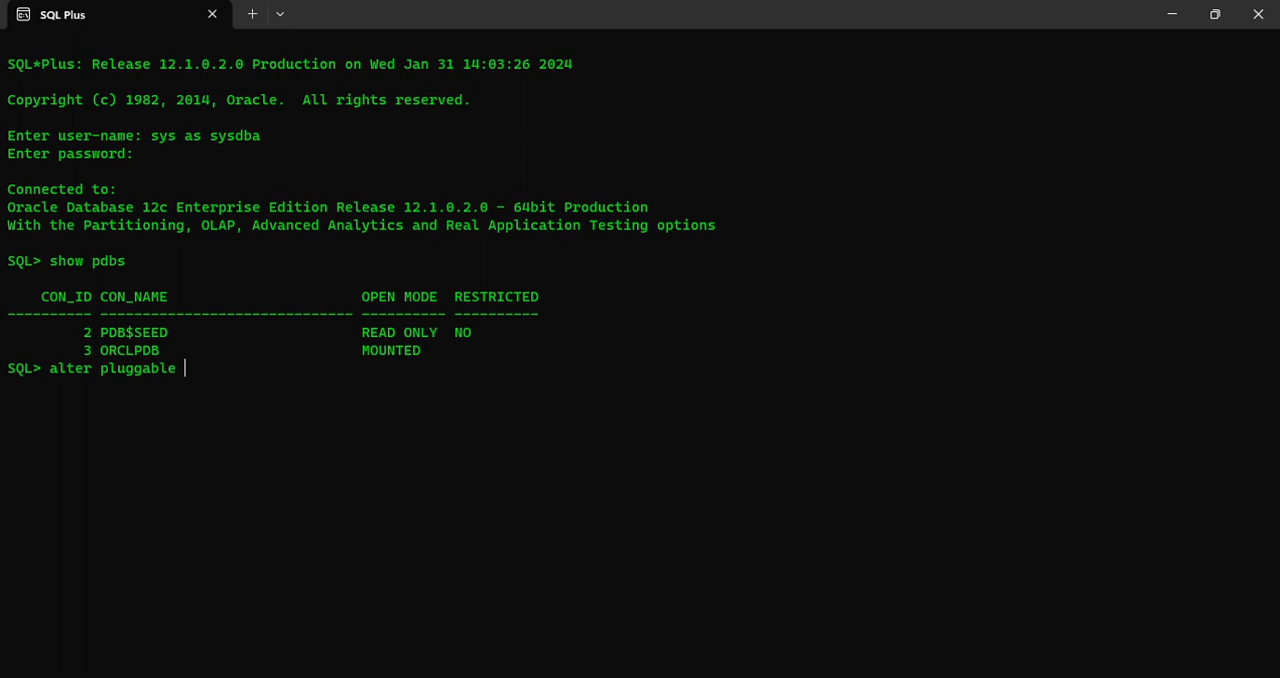 SQL Plus
SQL*Plus: Release 12.1.0.2.0 Production on Wed Jan 31 14:03:26 2024
Copyright (c) 1982, 2014, Oracle.  All rights reserved.
Enter user-name: sys as sysdba
Enter password:
Connected to:
Oracle Database 12c Enterprise Edition Release 12.1.0.2.0 - 64bit Production
With the Partitioning, OLAP, Advanced Analytics and Real Application Testing options
SQL> show pdbs
    CON_ID CON_NAME                       OPEN MODE  RESTRICTED
---------- ------------------------------ ---------- ----------
         2 PDB$SEED                       READ ONLY  NO
         3 ORCLPDB                        MOUNTED
SQL> alter pluggable